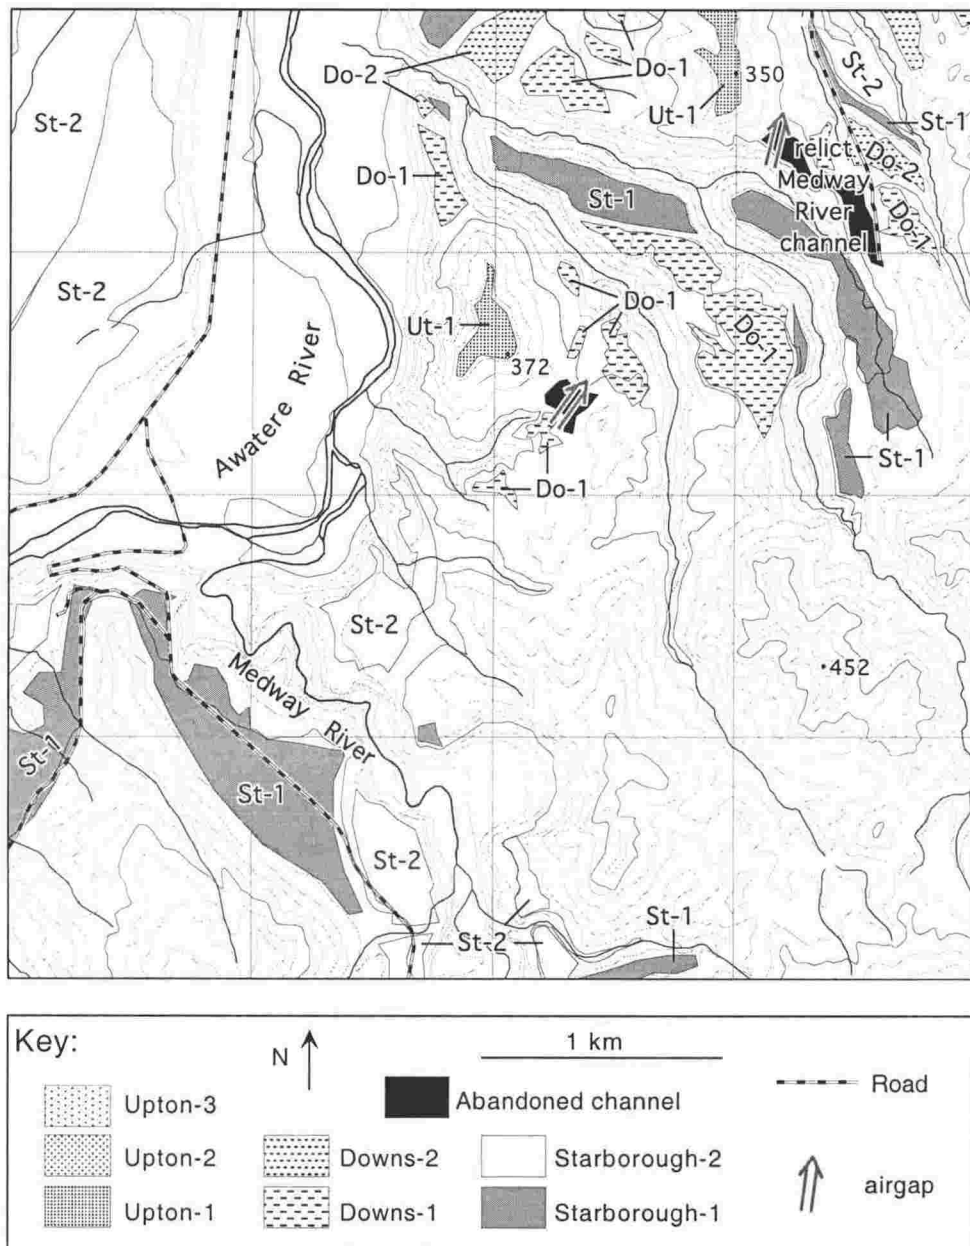 Do-2
Do-1
350
St-2
St-2
Ut-1
St-1
relict
Medway
River
channel
Do-2
Do-1
Do-1
St-1
St-2
Do-1
Ut-1
Do-1
372
Awatere River
St-1
Do-1
St-2
452
Medway River
St-1
St-1
St-2
St-2
St-1
Key:
N
1 km
Road
Upton-3
Abandoned channel
Upton-2
Downs-2
Starborough-2
airgap
Upton-1
Downs-1
Starborough-1